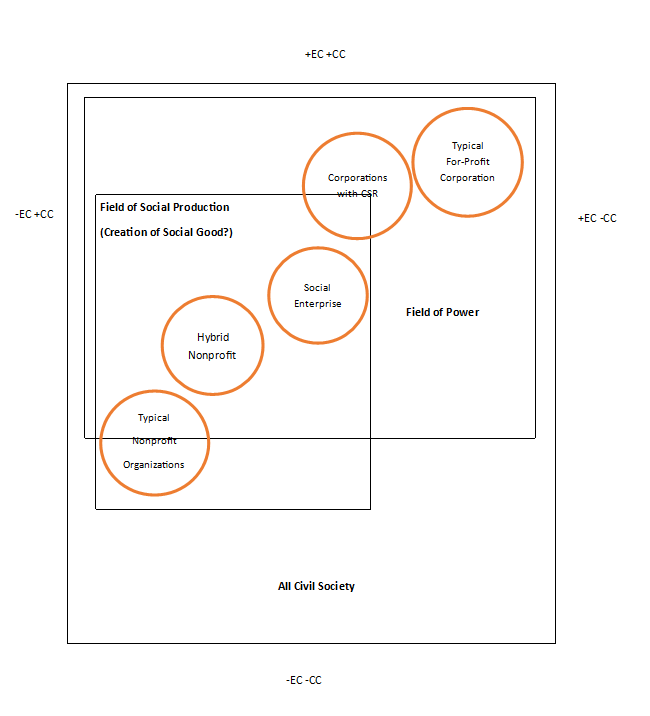 +EC +CC
Typical
For-Profit
Corporation
Corporations
with CSR
-EC +CC
Field of Social Production
(Creation of Social Good?)
+EC -CC
Social
Enterprise
Field of Power
Hybrid
Nonprofit
Typical
Nonprofit
Organizations
All Civil Society
-EC -CC